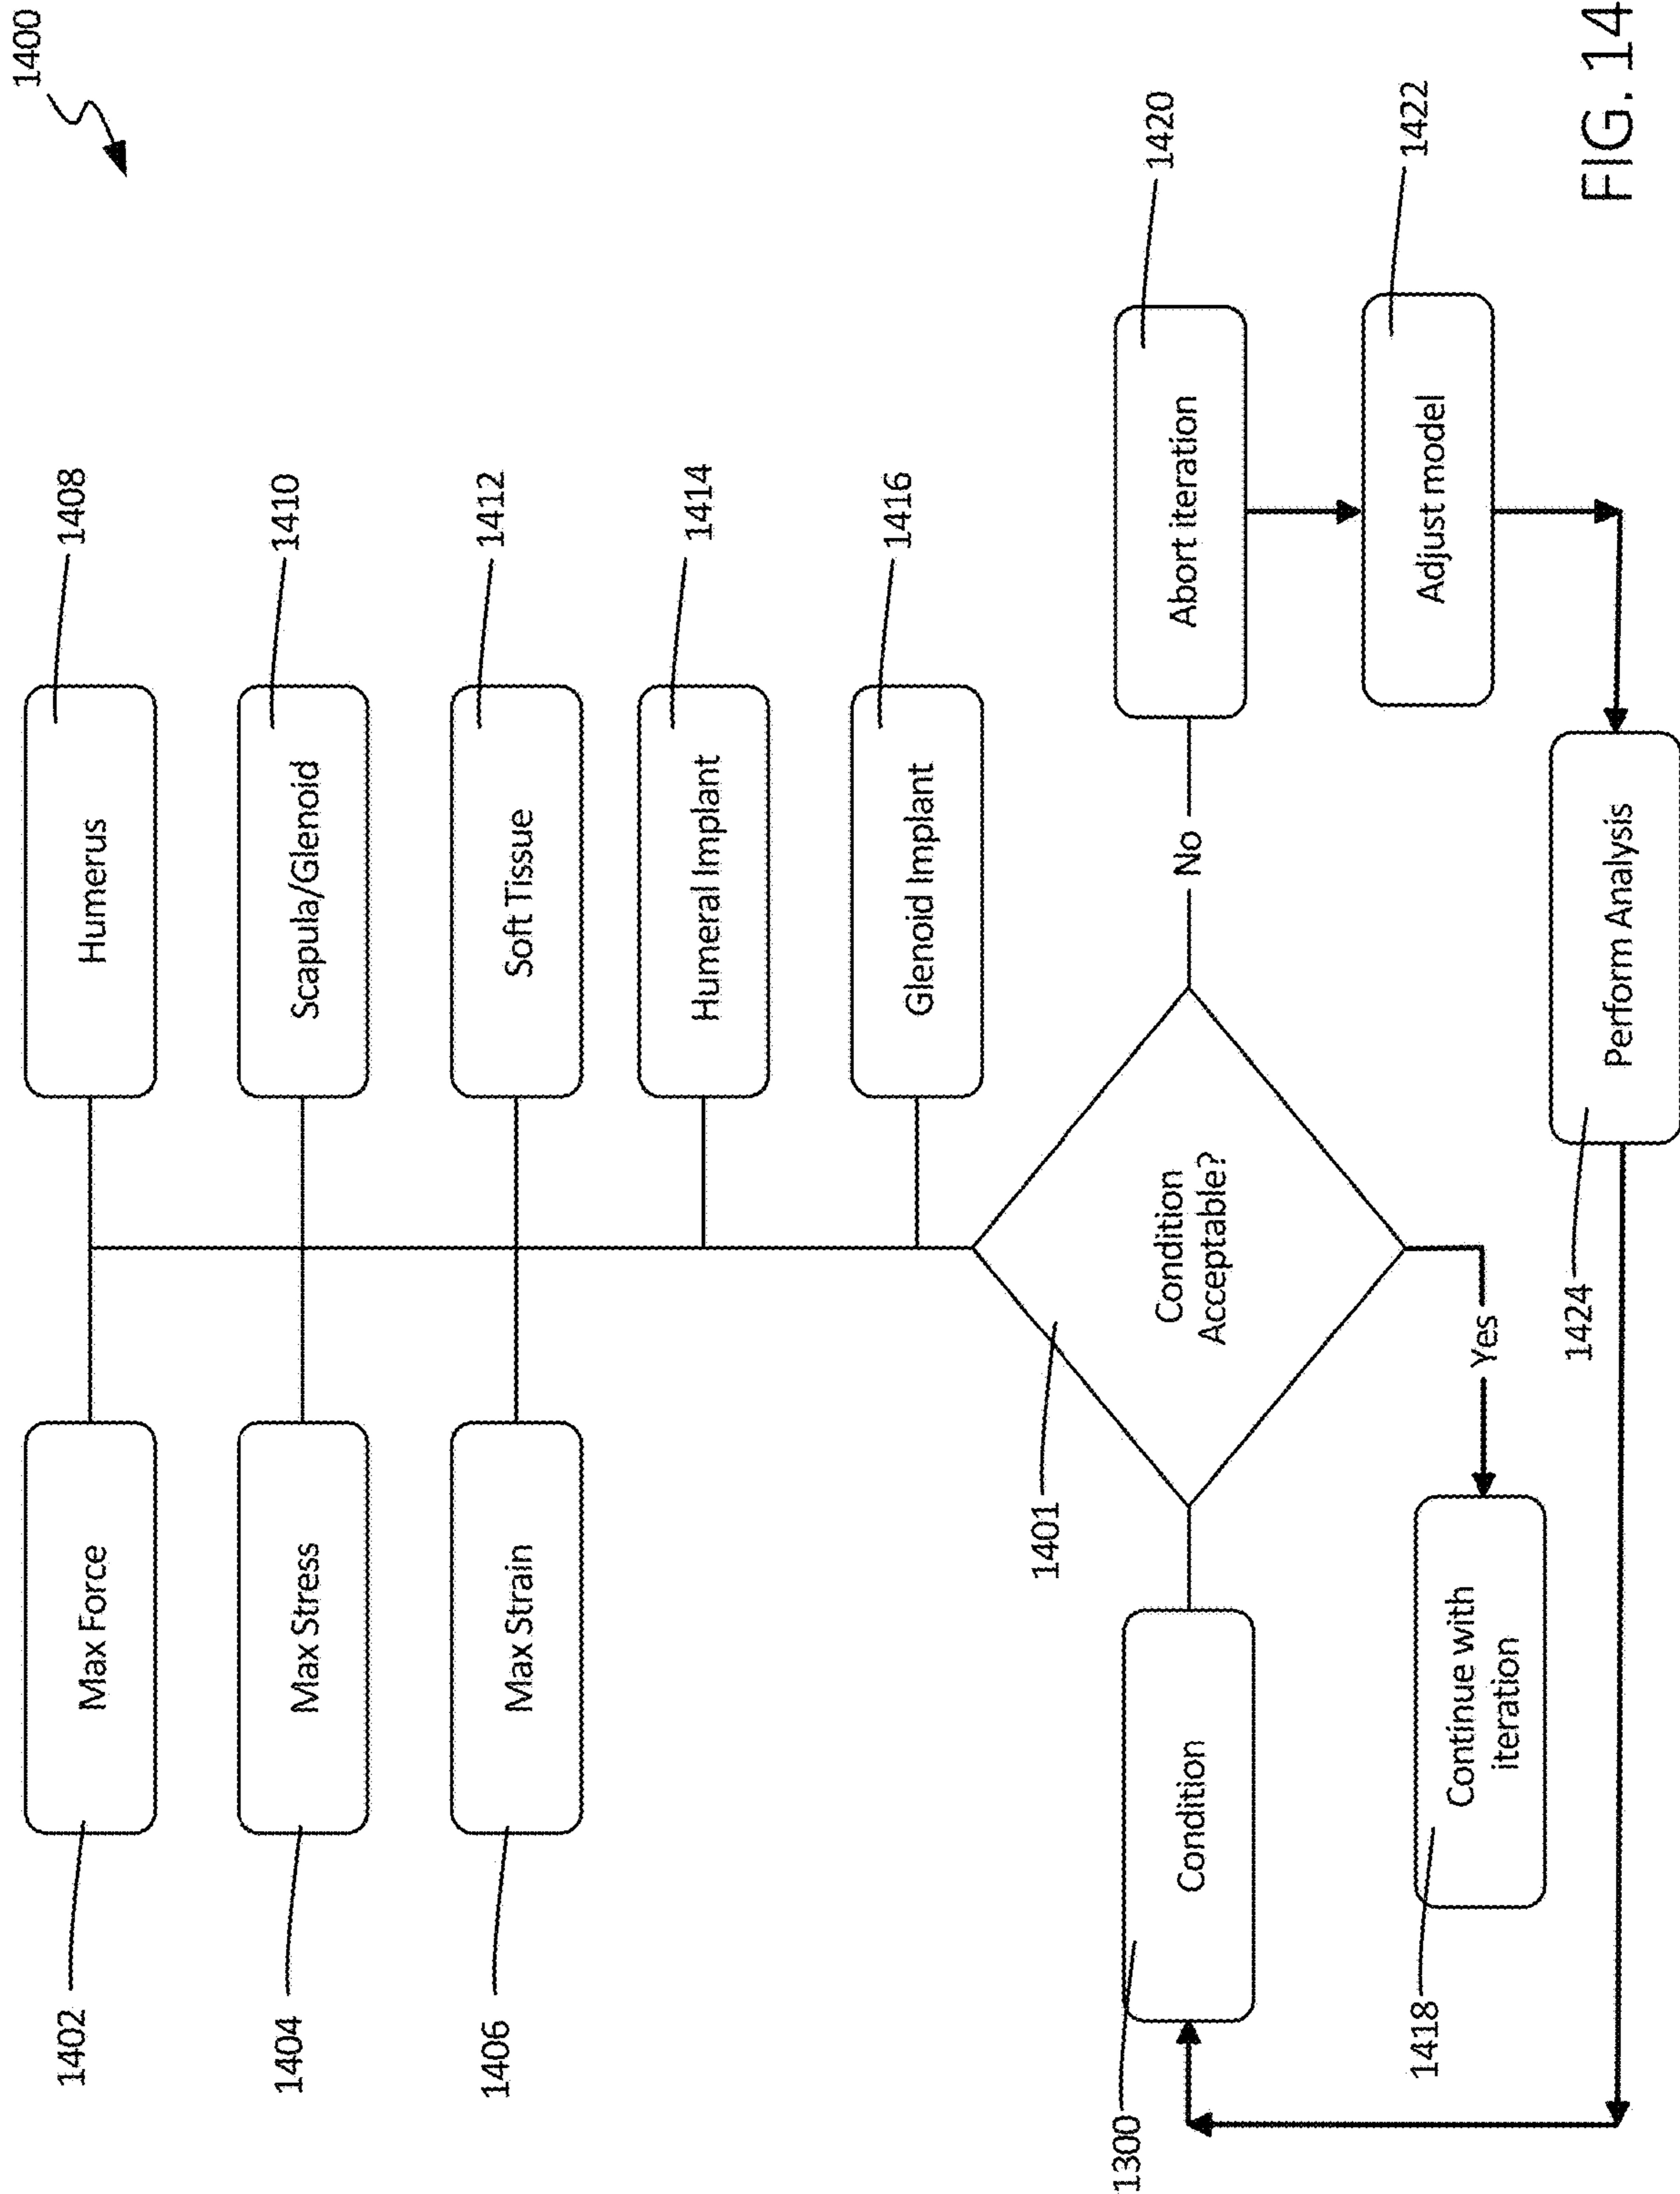 1400
1402
Max Force
Humerus
1408
1404
Max Stress
Scapula/Glenoid
1410
1406
Max Strain
Soft Tissue
1412
Humeral Implant
1414
Glenoid Implant
1416
1401
1300
Condition
Condition
Acceptable?
No
Abort iteration
1420
1418
Continue with
iteration
Yes
Adjust model
1422
1424
Perform Analysis
FIG. 14